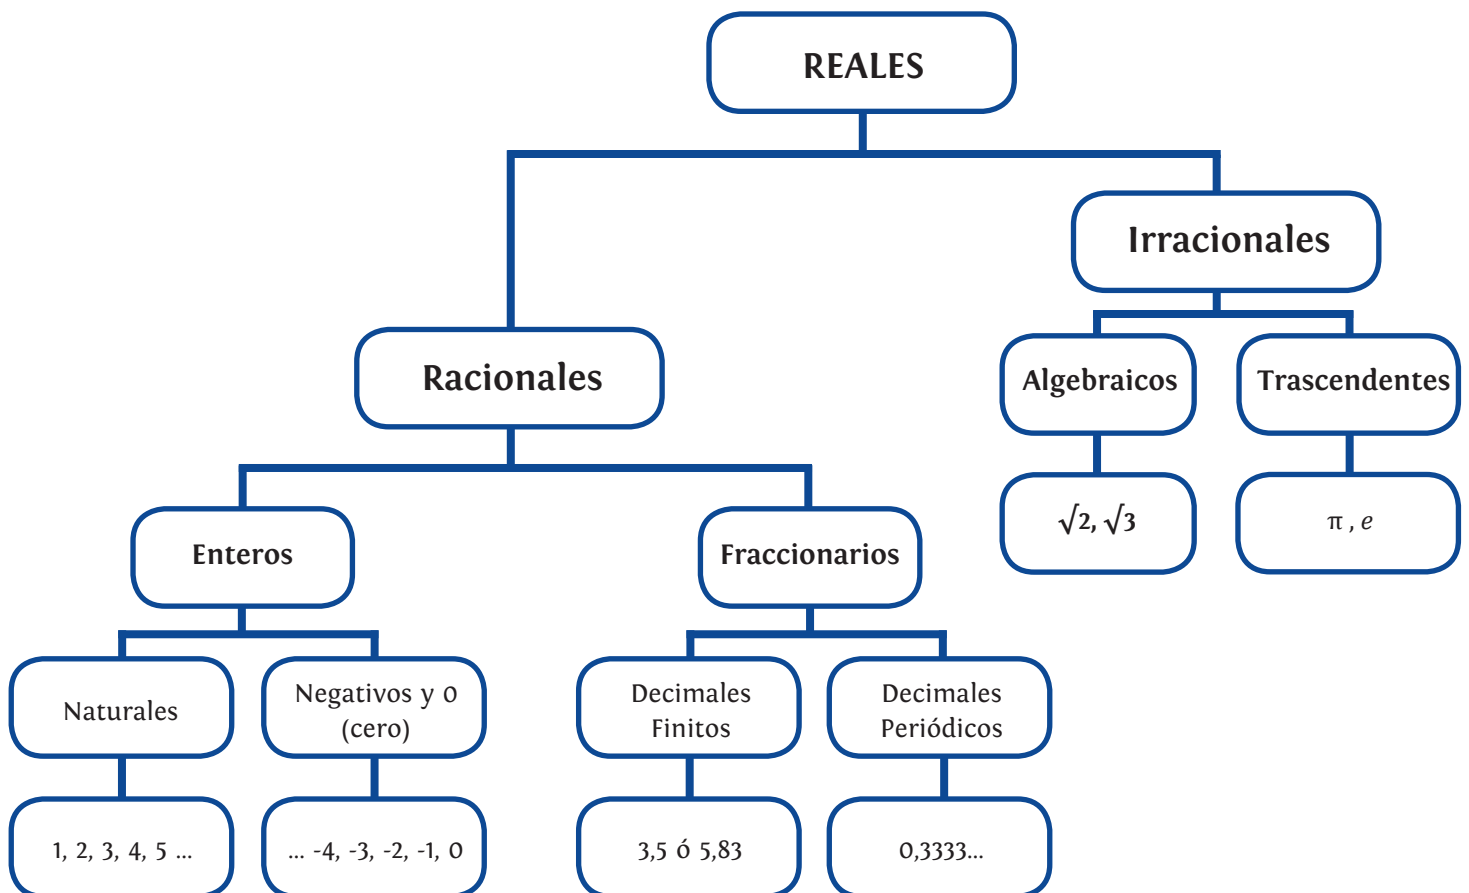 REALES
Irracionales
Racionales
Algebraicos
Trascendentes
√2, √3
π , e
Enteros
Fraccionarios
Naturales
Negativos y 0
(cero)
Decimales
Finitos
Decimales
Periódicos
1, 2, 3, 4, 5 ...
... -4, -3, -2, -1, 0
3,5 ó 5,83
0,3333...